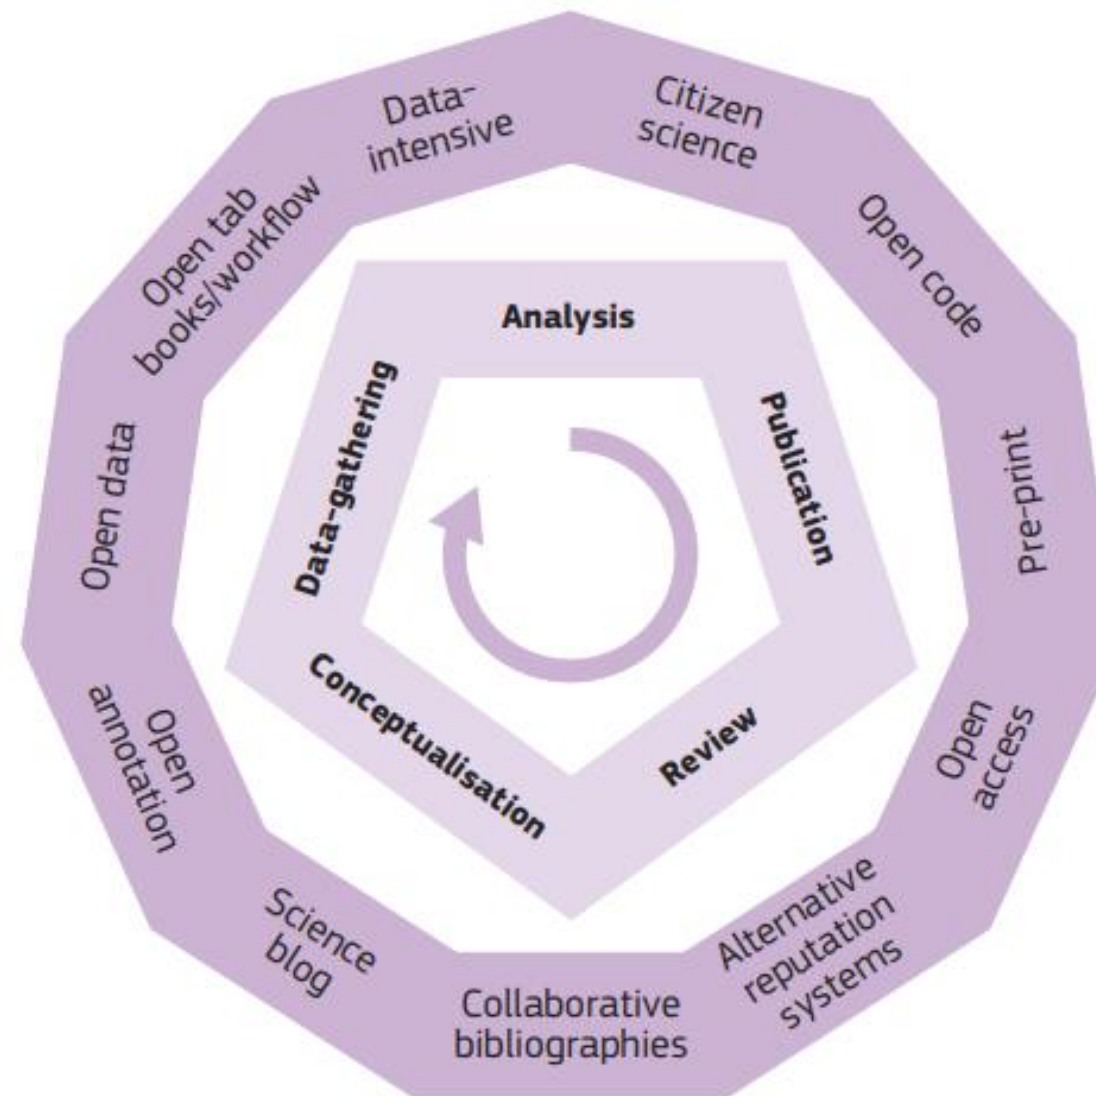 Data-
intensive
Citizen
science
Open code
Pre-print
Open
access
Alternative
reputation
systems
Collaborative
bibliographies
Science
blog
Open
annotation
Open data
Open tab
books/workflow
Analysis
Publication
Review
Conceptualisation
Data-gathering